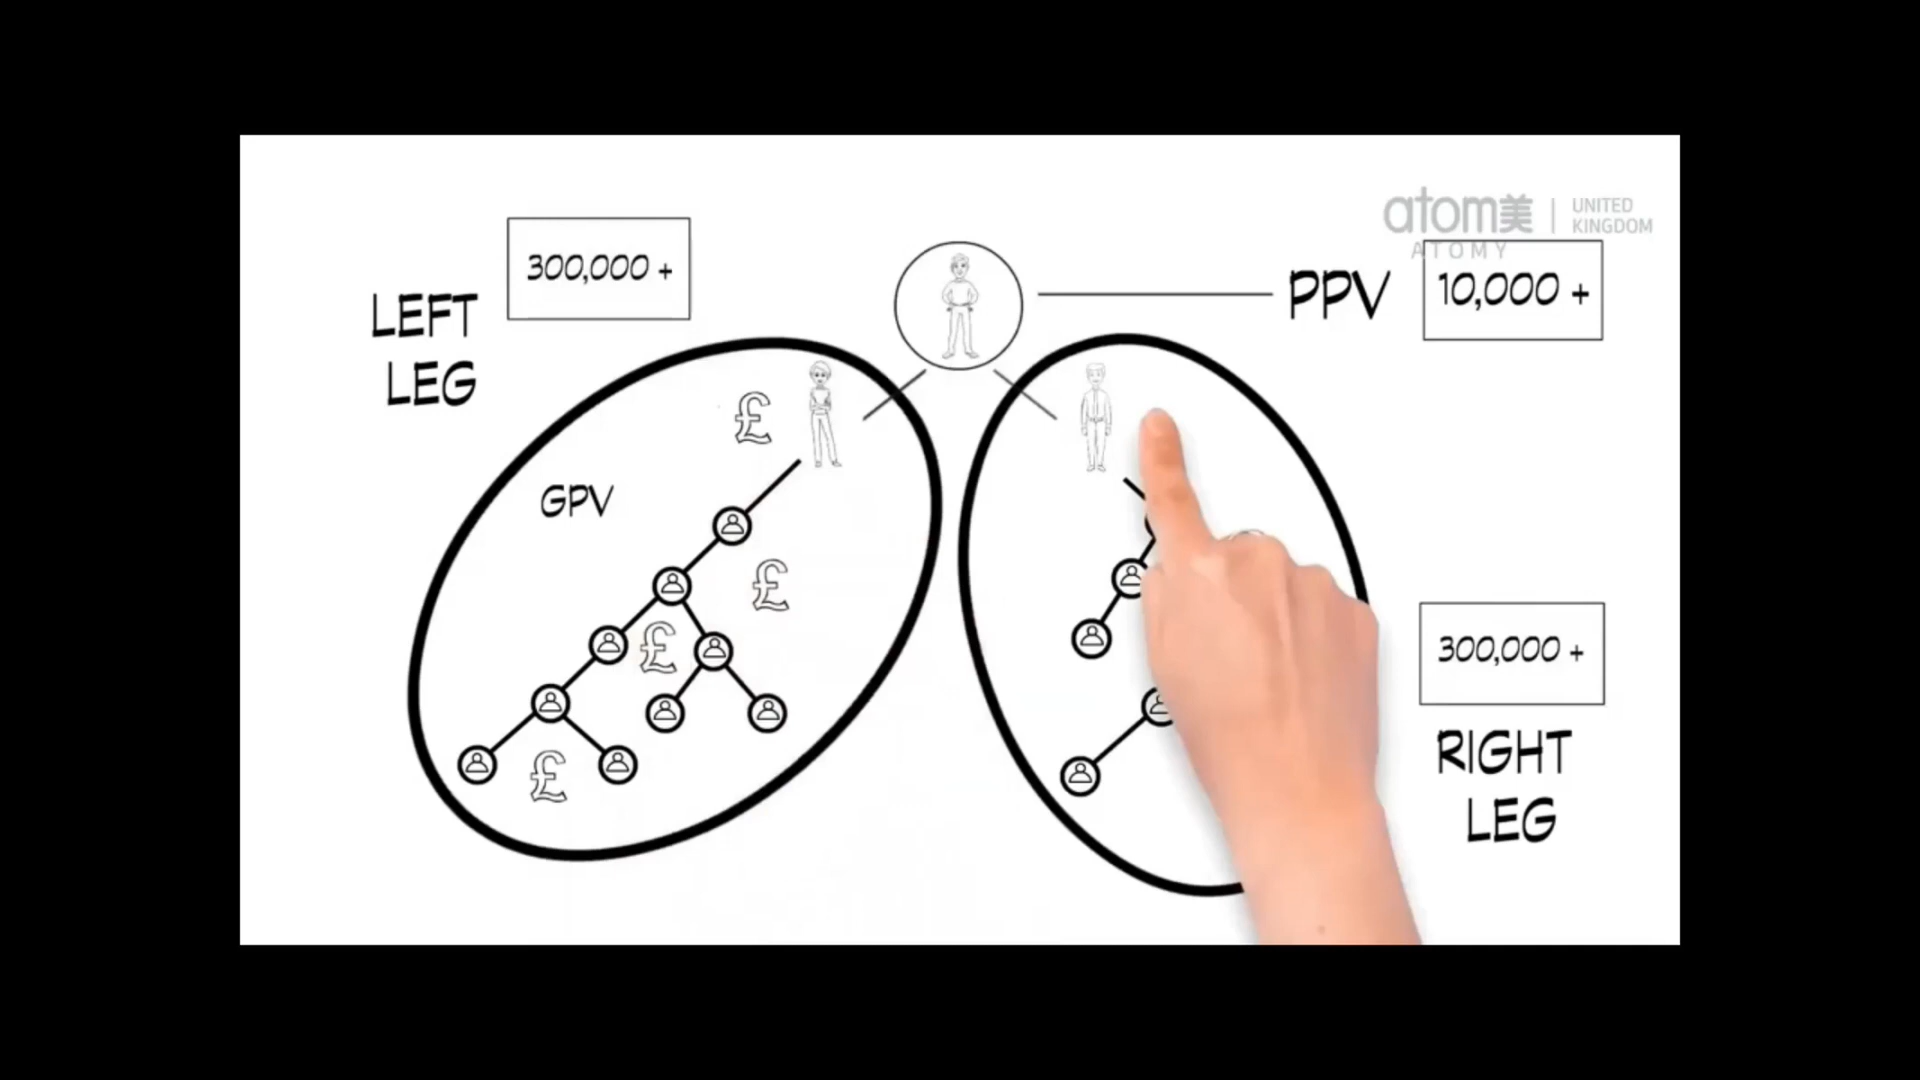 atom美 | UNITED KINGDOM
ATOMY
300,000 +
LEFT
LEG
PPV
10,000 +
£
GPV
£
£
£
300,000 +
RIGHT
LEG